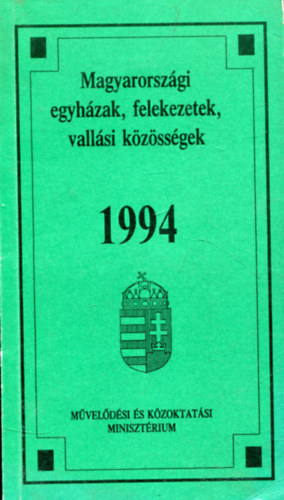 Magyarországi
egyházak, felekezetek,
vallási közösségek
1994
MŰVELŐDÉSI ÉS KÖZOKTATÁSI
MINISZTÉRIUM